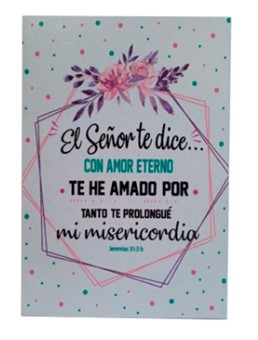 El Señor te dice...
CON AMOR ETERNO
TE HE AMADO POR
TANTO TE PROLONGUÉ
mi misericordia
Jeremías 31:3 b